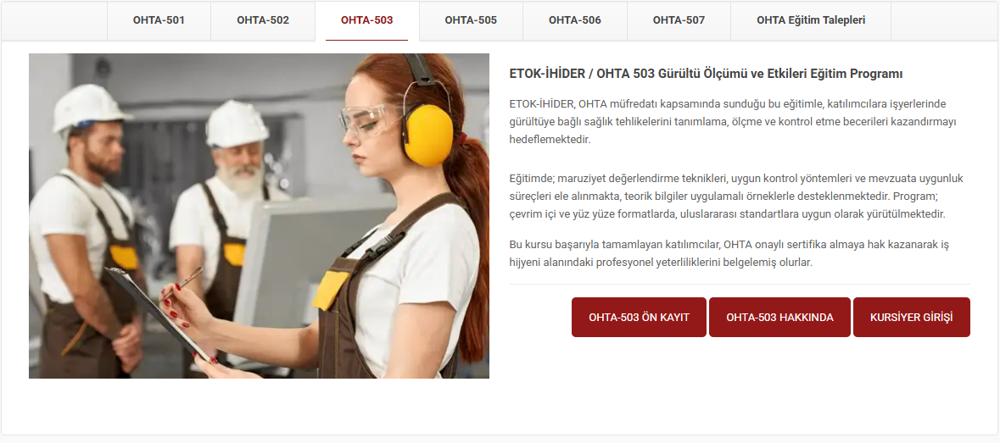 OHTA-501
OHTA-502
OHTA-503
OHTA-505
OHTA-506
OHTA-507
OHTA Eğitim Talepleri
ETOK-İHİDER / OHTA 503 Gürültü Ölçümü ve Etkileri Eğitim Programı
ETOK-İHİDER, OHTA müfredatı kapsamında sunduğu bu eğitimle, katılımcılara işyerlerinde
gürültüye bağlı sağlık tehlikelerini tanımlama, ölçme ve kontrol etme becerileri kazandırmayı
hedeflemektedir.
Eğitimde; maruziyet değerlendirme teknikleri, uygun kontrol yöntemleri ve mevzuata uygunluk
süreçleri ele alınmakta, teorik bilgiler uygulamalı örneklerle desteklenmektedir. Program;
çevrim içi ve yüz yüze formatlarda, uluslararası standartlara uygun olarak yürütülmektedir.
Bu kursu başarıyla tamamlayan katılımcılar, OHTA onaylı sertifika almaya hak kazanarak iş
hijyeni alanındaki profesyonel yeterliliklerini belgelemiş olurlar.
OHTA-503 ÖN KAYIT
OHTA-503 HAKKINDA
KURSİYER GİRİŞİ